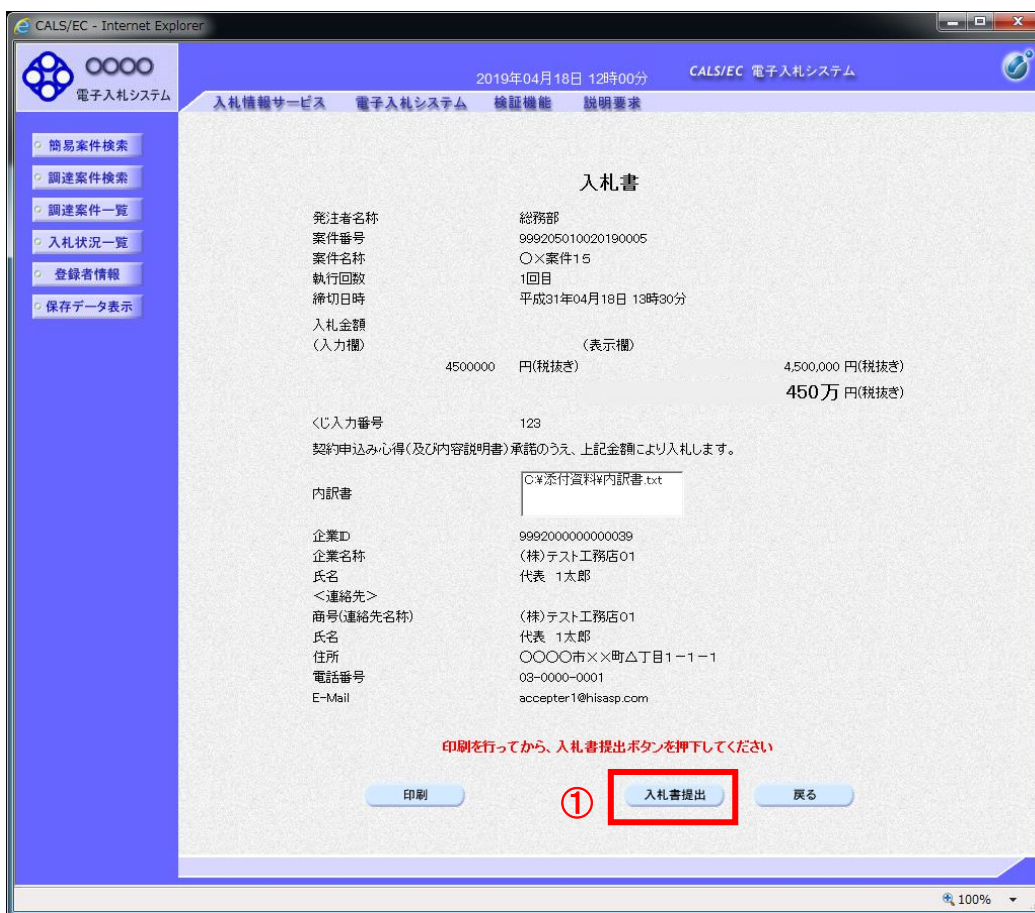 CALS/EC - Internet Explorer
○○○○
電子入札システム
2019年04月18日 12時00分
CALS/EC 電子入札システム
入札情報サービス 電子入札システム 検証機能 説明要求
簡易案件検索
調達案件検索
調達案件一覧
入札状況一覧
登録者情報
保存データ表示
入札書
発注者名称 総務部
案件番号 999205010020190005
案件名称 ○×案件15
執行回数 1回目
締切日時 平成31年04月18日 13時30分
入札金額
(入力欄) (表示欄)
4500000 円(税抜き) 4,500,000 円(税抜き)
450万 円(税抜き)
くじ入力番号 123
契約申込み心得(及び内容説明書)承諾のうえ、上記金額により入札します。
内訳書 C:¥添付資料¥内訳書.txt
企業ID 9992000000000039
企業名称 (株)テスト工務店01
氏名 代表 1太郎
<連絡先>
商号(連絡先名称) (株)テスト工務店01
氏名 代表 1太郎
住所 ○○○○市××町△丁目1-1-1
電話番号 03-0000-0001
E-Mail accepter1@hisasp.com
印刷を行ってから、入札書提出ボタンを押下してください
印刷 ① 入札書提出 戻る
100%